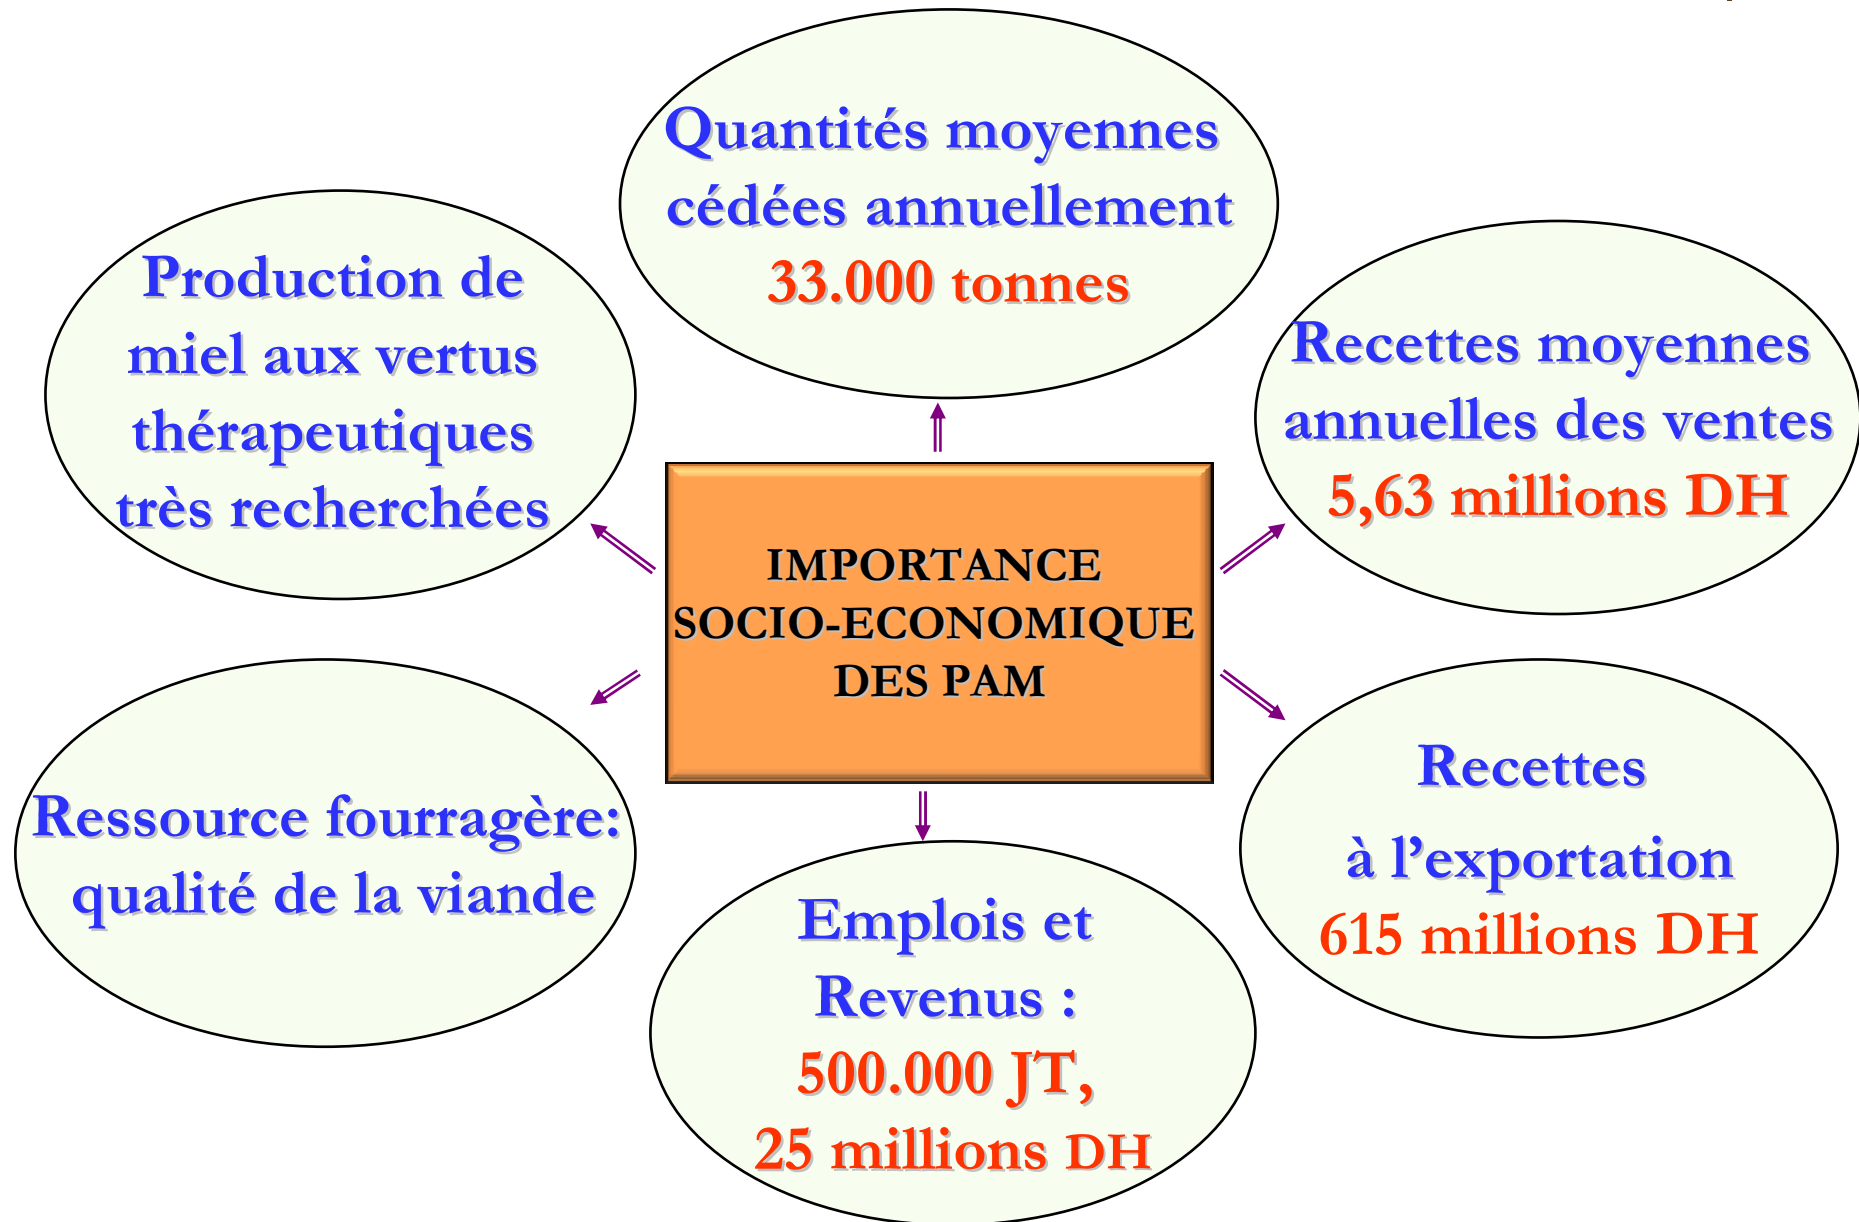 Quantités moyennes
cédées annuellement
33.000 tonnes
Production de
miel aux vertus
thérapeutiques
très recherchées
Recettes moyennes
annuelles des ventes
5,63 millions DH
IMPORTANCE
SOCIO-ECONOMIQUE
DES PAM
Ressource fourragère:
qualité de la viande
Recettes
à l’exportation
615 millions DH
Emplois et
Revenus :
500.000 JT,
25 millions DH